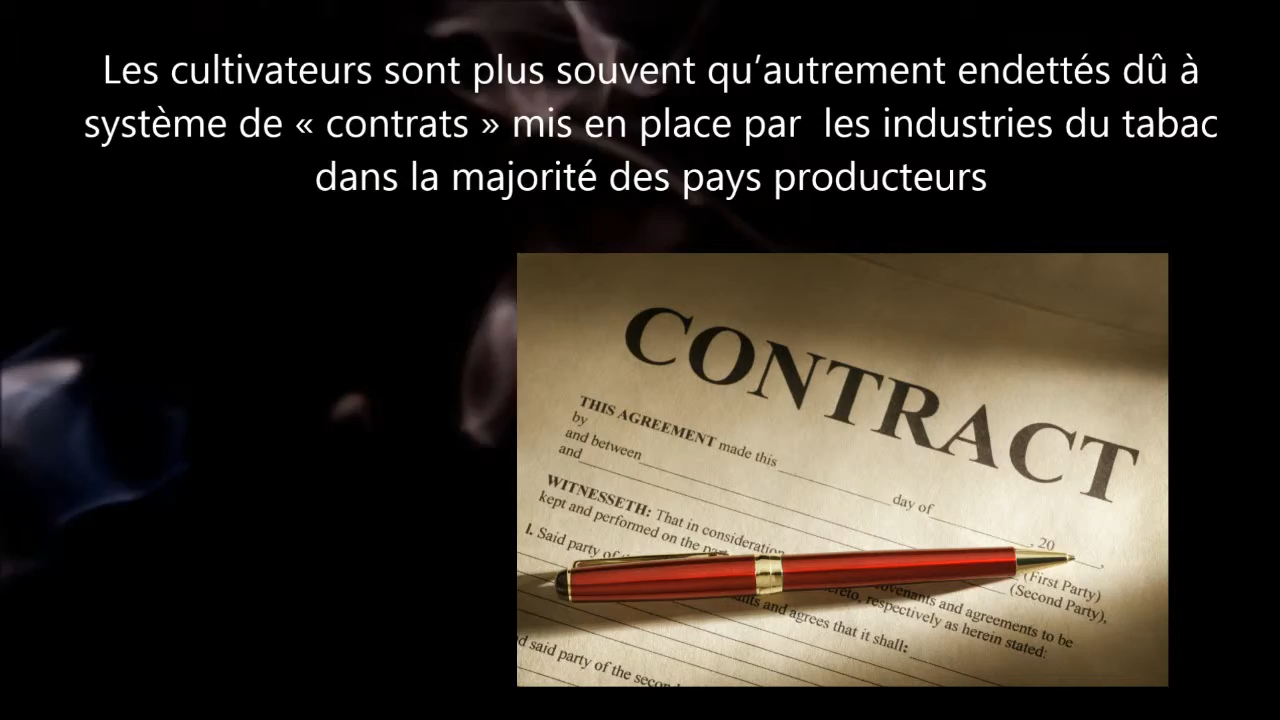 Les cultivateurs sont plus souvent qu’autrement endettés dû à
système de « contrats » mis en place par  les industries du tabac
dans la majorité des pays producteurs
CONTRACT
THIS AGREEMENT made this
day of
, 20
by
and between
and
(First Party)
(Second Party),
WITNESSETH: That in consideration
covenants and agreements to be
kept and performed on the part
hereto, respectively as herein stated:
I. Said party of
and agrees that it shall:
said party of the second